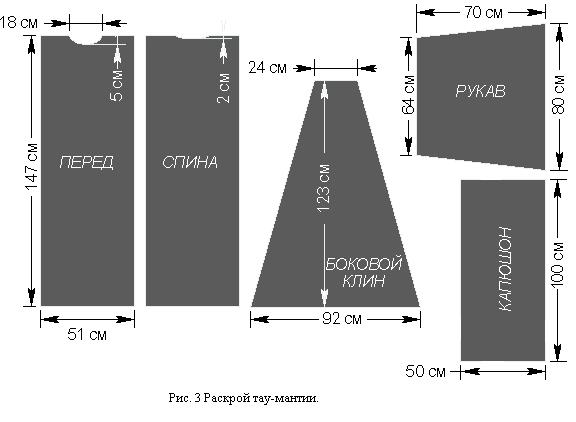 18 см
5 см
2 см
147 см
ПЕРЕД
СПИНА
51 см
24 см
123 см
БОКОВОЙ
КЛИН
92 см
70 см
64 см
РУКАВ
80 см
КАПЮШОН
100 см
50 см
Рис. 3 Раскрой тау-мантии.